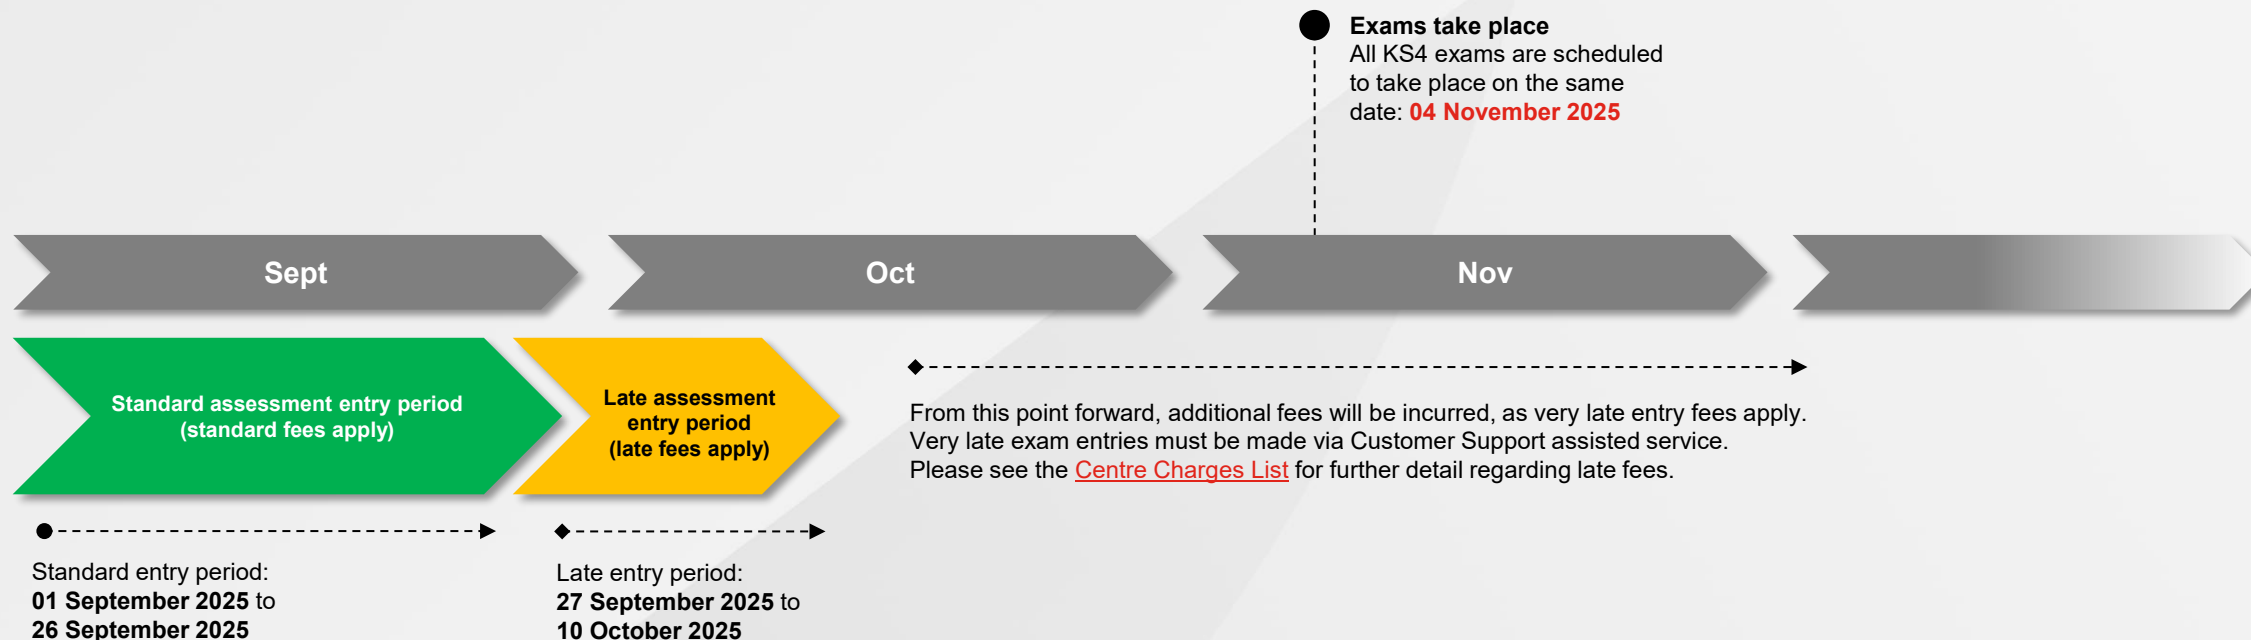 Exams take place
All KS4 exams are scheduled
to take place on the same
date: 04 November 2025
Sept
Oct
Nov
Standard assessment entry period
(standard fees apply)
Late assessment
entry period
(late fees apply)
From this point forward, additional fees will be incurred, as very late entry fees apply.
Very late exam entries must be made via Customer Support assisted service.
Please see the Centre Charges List for further detail regarding late fees.
Standard entry period:
01 September 2025 to
26 September 2025
Late entry period:
27 September 2025 to
10 October 2025